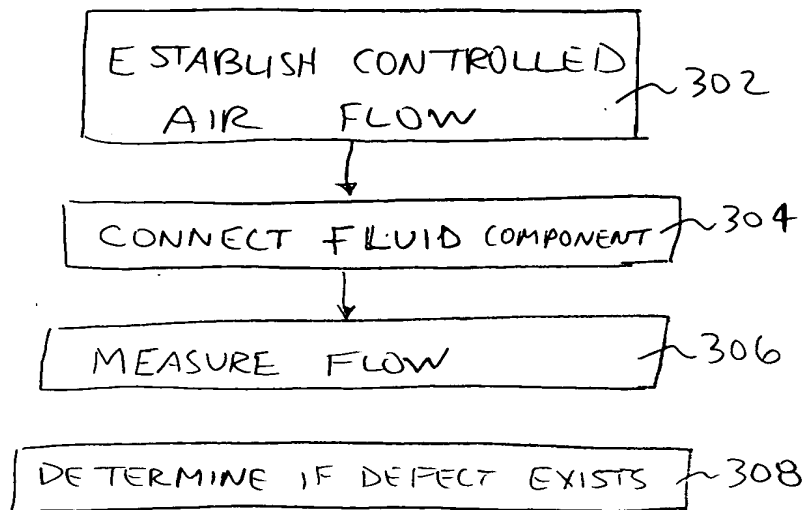 ESTABLISH CONTROLLED
AIR FLOW
302
CONNECT FLUID COMPONENT
304
MEASURE FLOW
306
DETERMINE IF DEFECT EXISTS
308